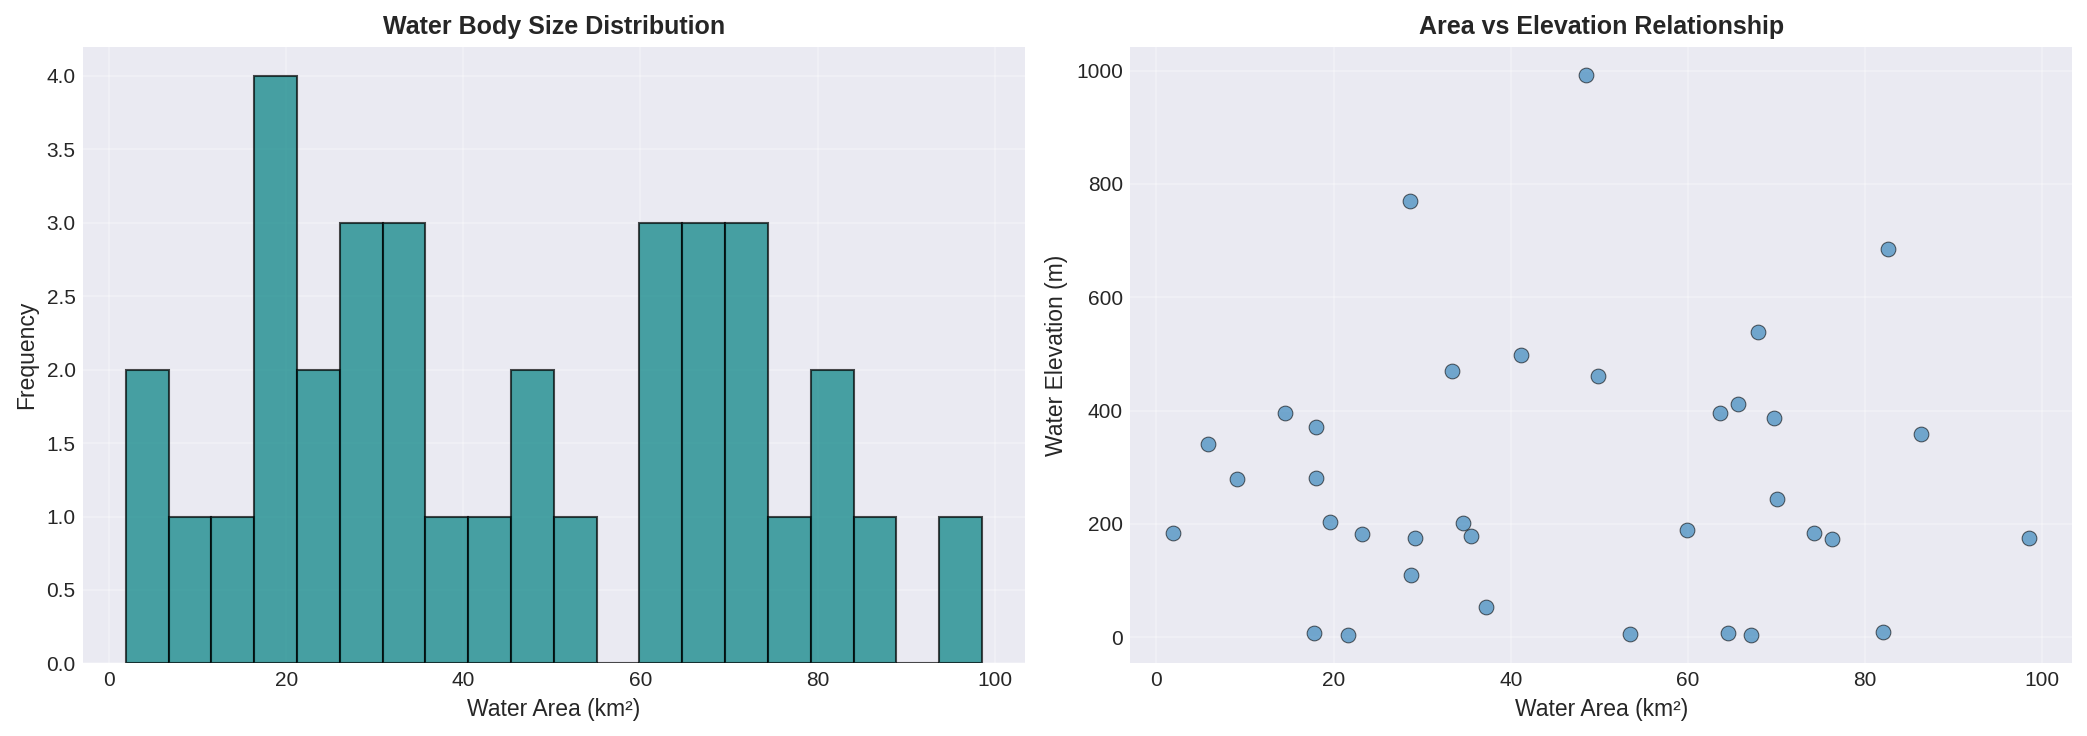 Water Body Size Distribution
4.0
3.5
3.0
2.5
2.0
1.5
1.0
0.5
0.0
Frequency
0 20 40 60 80 100
Water Area (km²)
Area vs Elevation Relationship
1000
800
600
400
200
0
Water Elevation (m)
0 20 40 60 80 100
Water Area (km²)